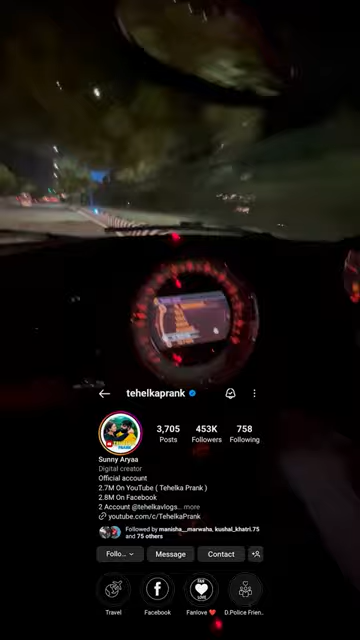 tehelkaprank
3,705 453K 758
Posts Followers Following
Sunny Aryaa
Digital creator
Official account
2.7M On YouTube ( Tehelka Prank )
2.8M On Facebook
2 Account @tehelkavlogs... more
youtube.com/c/TehelkaPrank
Followed by manisha__marwaha, kushal_khatri.75
and 75 others
Follo... Message Contact
Travel Facebook Fanlove ❤️ D.Police Frien..